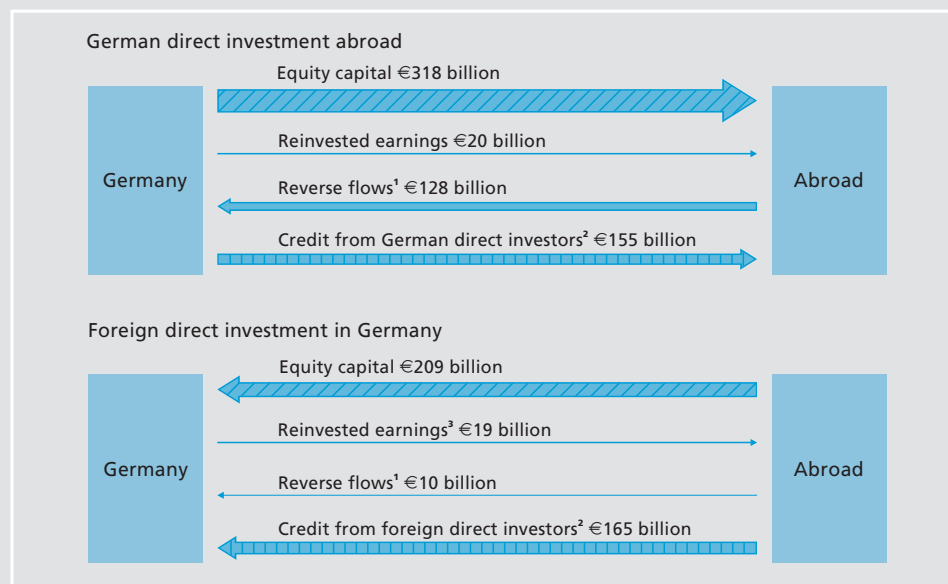 German direct investment abroad
Equity capital €318 billion
Reinvested earnings €20 billion
Germany
Abroad
Reverse flows¹ €128 billion
Credit from German direct investors² €155 billion
Foreign direct investment in Germany
Equity capital €209 billion
Reinvested earnings³ €19 billion
Germany
Abroad
Reverse flows¹ €10 billion
Credit from foreign direct investors² €165 billion